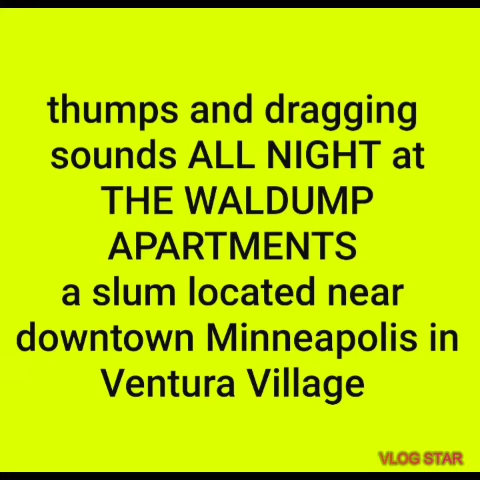 thumps and dragging
sounds ALL NIGHT at
THE WALDUMP
APARTMENTS
a slum located near
downtown Minneapolis in
Ventura Village
VLOG STAR